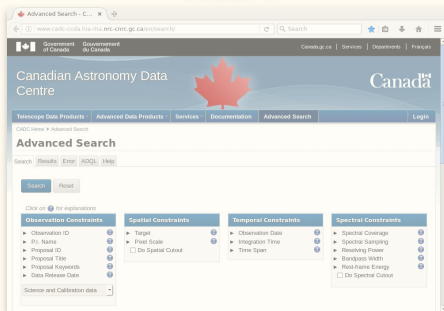 Advanced Search - C...
www.cadc-ccda.hia-iha.nrc-cnrc.gc.ca/en/search/
Search
Government of Canada
Gouvernement du Canada
Canada.gc.ca | Services | Departments | Français
Canadian Astronomy Data
Centre
Canada
Telescope Data Products Advanced Data Products Services Documentation Advanced Search Login
CADC Home Advanced Search
Advanced Search
Search Results Error ADQL Help
Search Reset
Click on ? for explanations
Observation Constraints
Observation ID
P.I. Name
Proposal ID
Proposal Title
Proposal Keywords
Data Release Date
Science and Calibration data
Spatial Constraints
Target
Pixel Scale
Do Spatial Cutout
Temporal Constraints
Observation Date
Integration Time
Time Span
Spectral Constraints
Spectral Coverage
Spectral Sampling
Resolving Power
Bandpass Width
Rest-frame Energy
Do Spectral Cutout